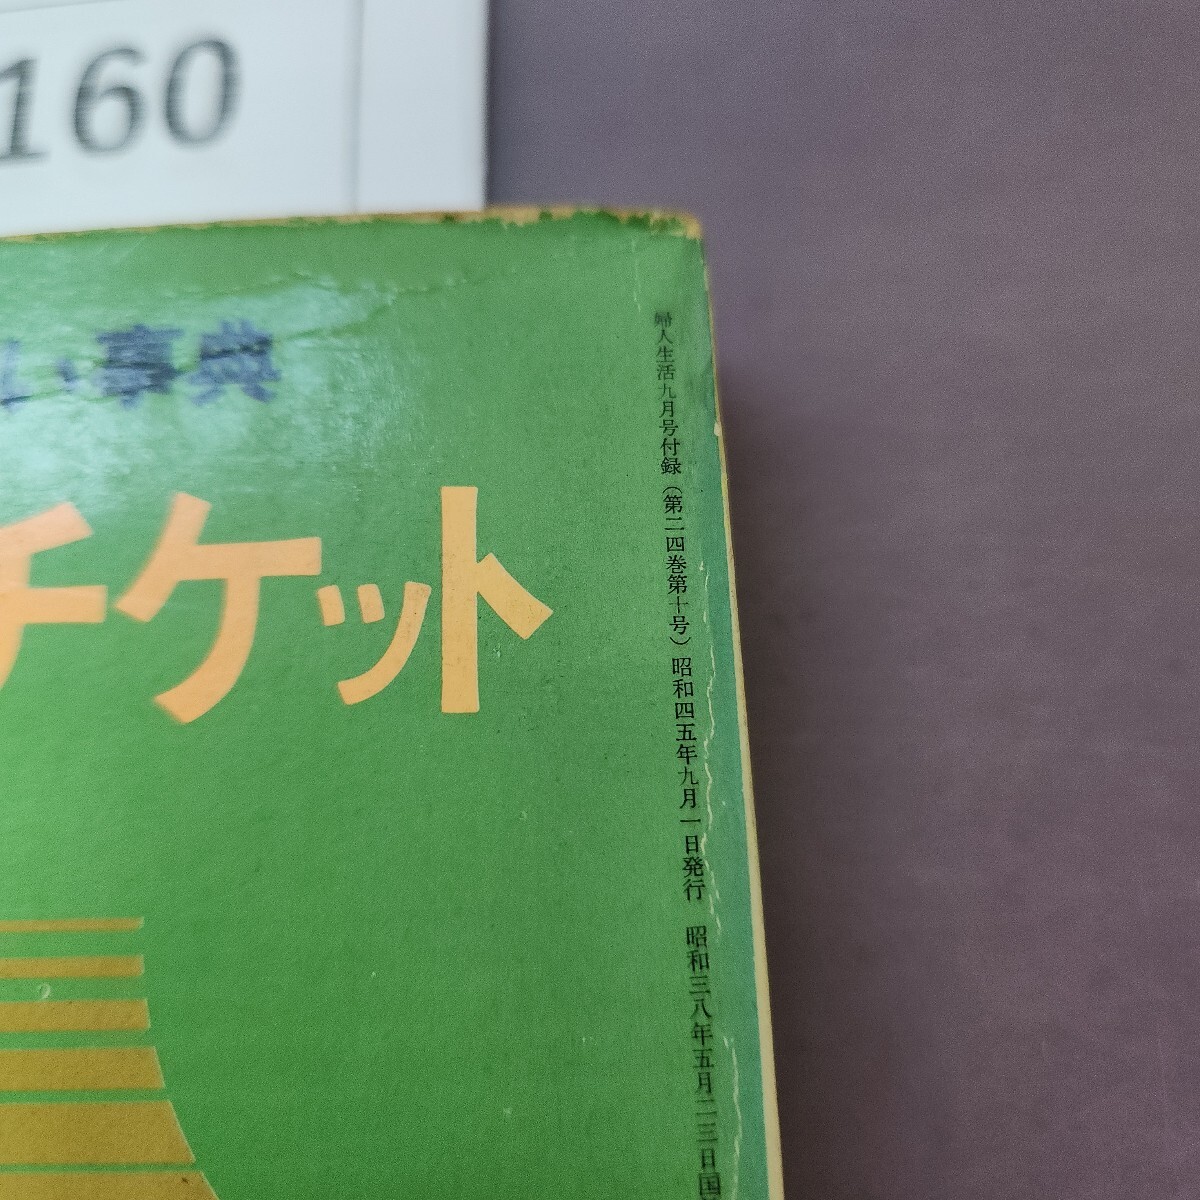 160
い事典
チケット
婦人生活九月号付録（第二四巻第十号）昭和四五年九月一日発行　昭和三八年五月二三日国